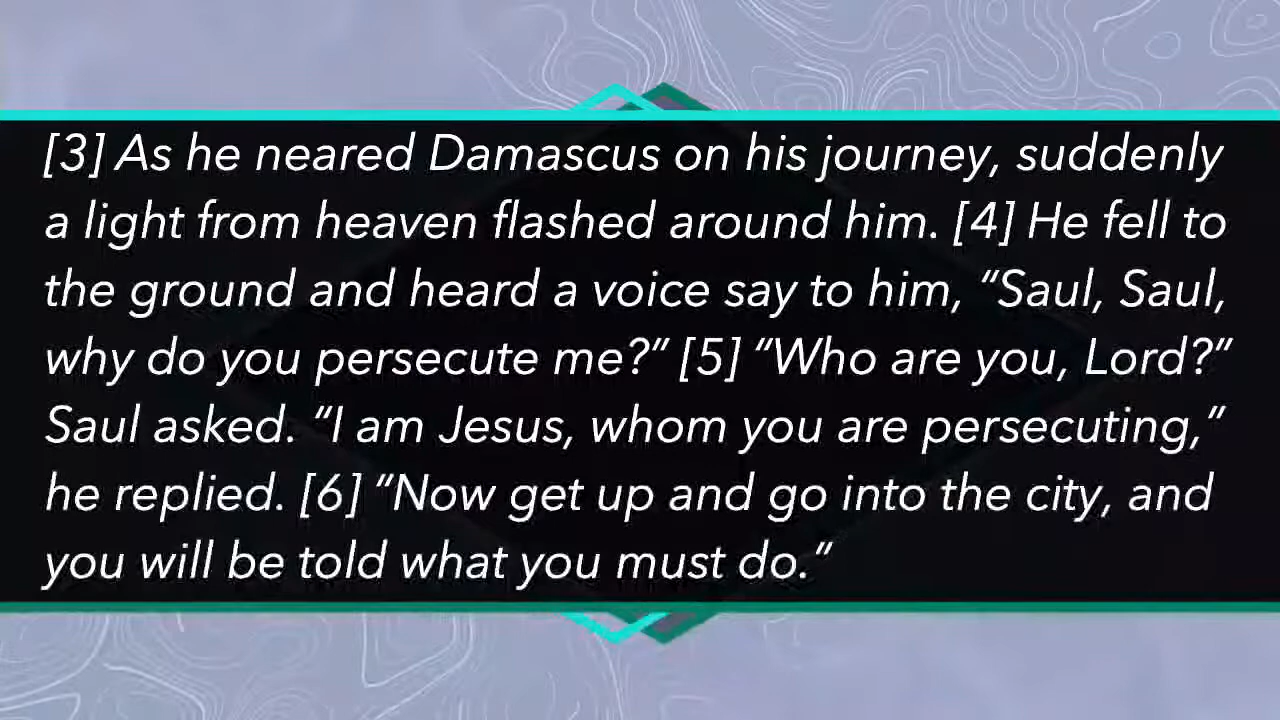 [3] As he neared Damascus on his journey, suddenly
a light from heaven flashed around him. [4] He fell to
the ground and heard a voice say to him, “Saul, Saul,
why do you persecute me?” [5] “Who are you, Lord?”
Saul asked. “I am Jesus, whom you are persecuting,”
he replied. [6] “Now get up and go into the city, and
you will be told what you must do.”